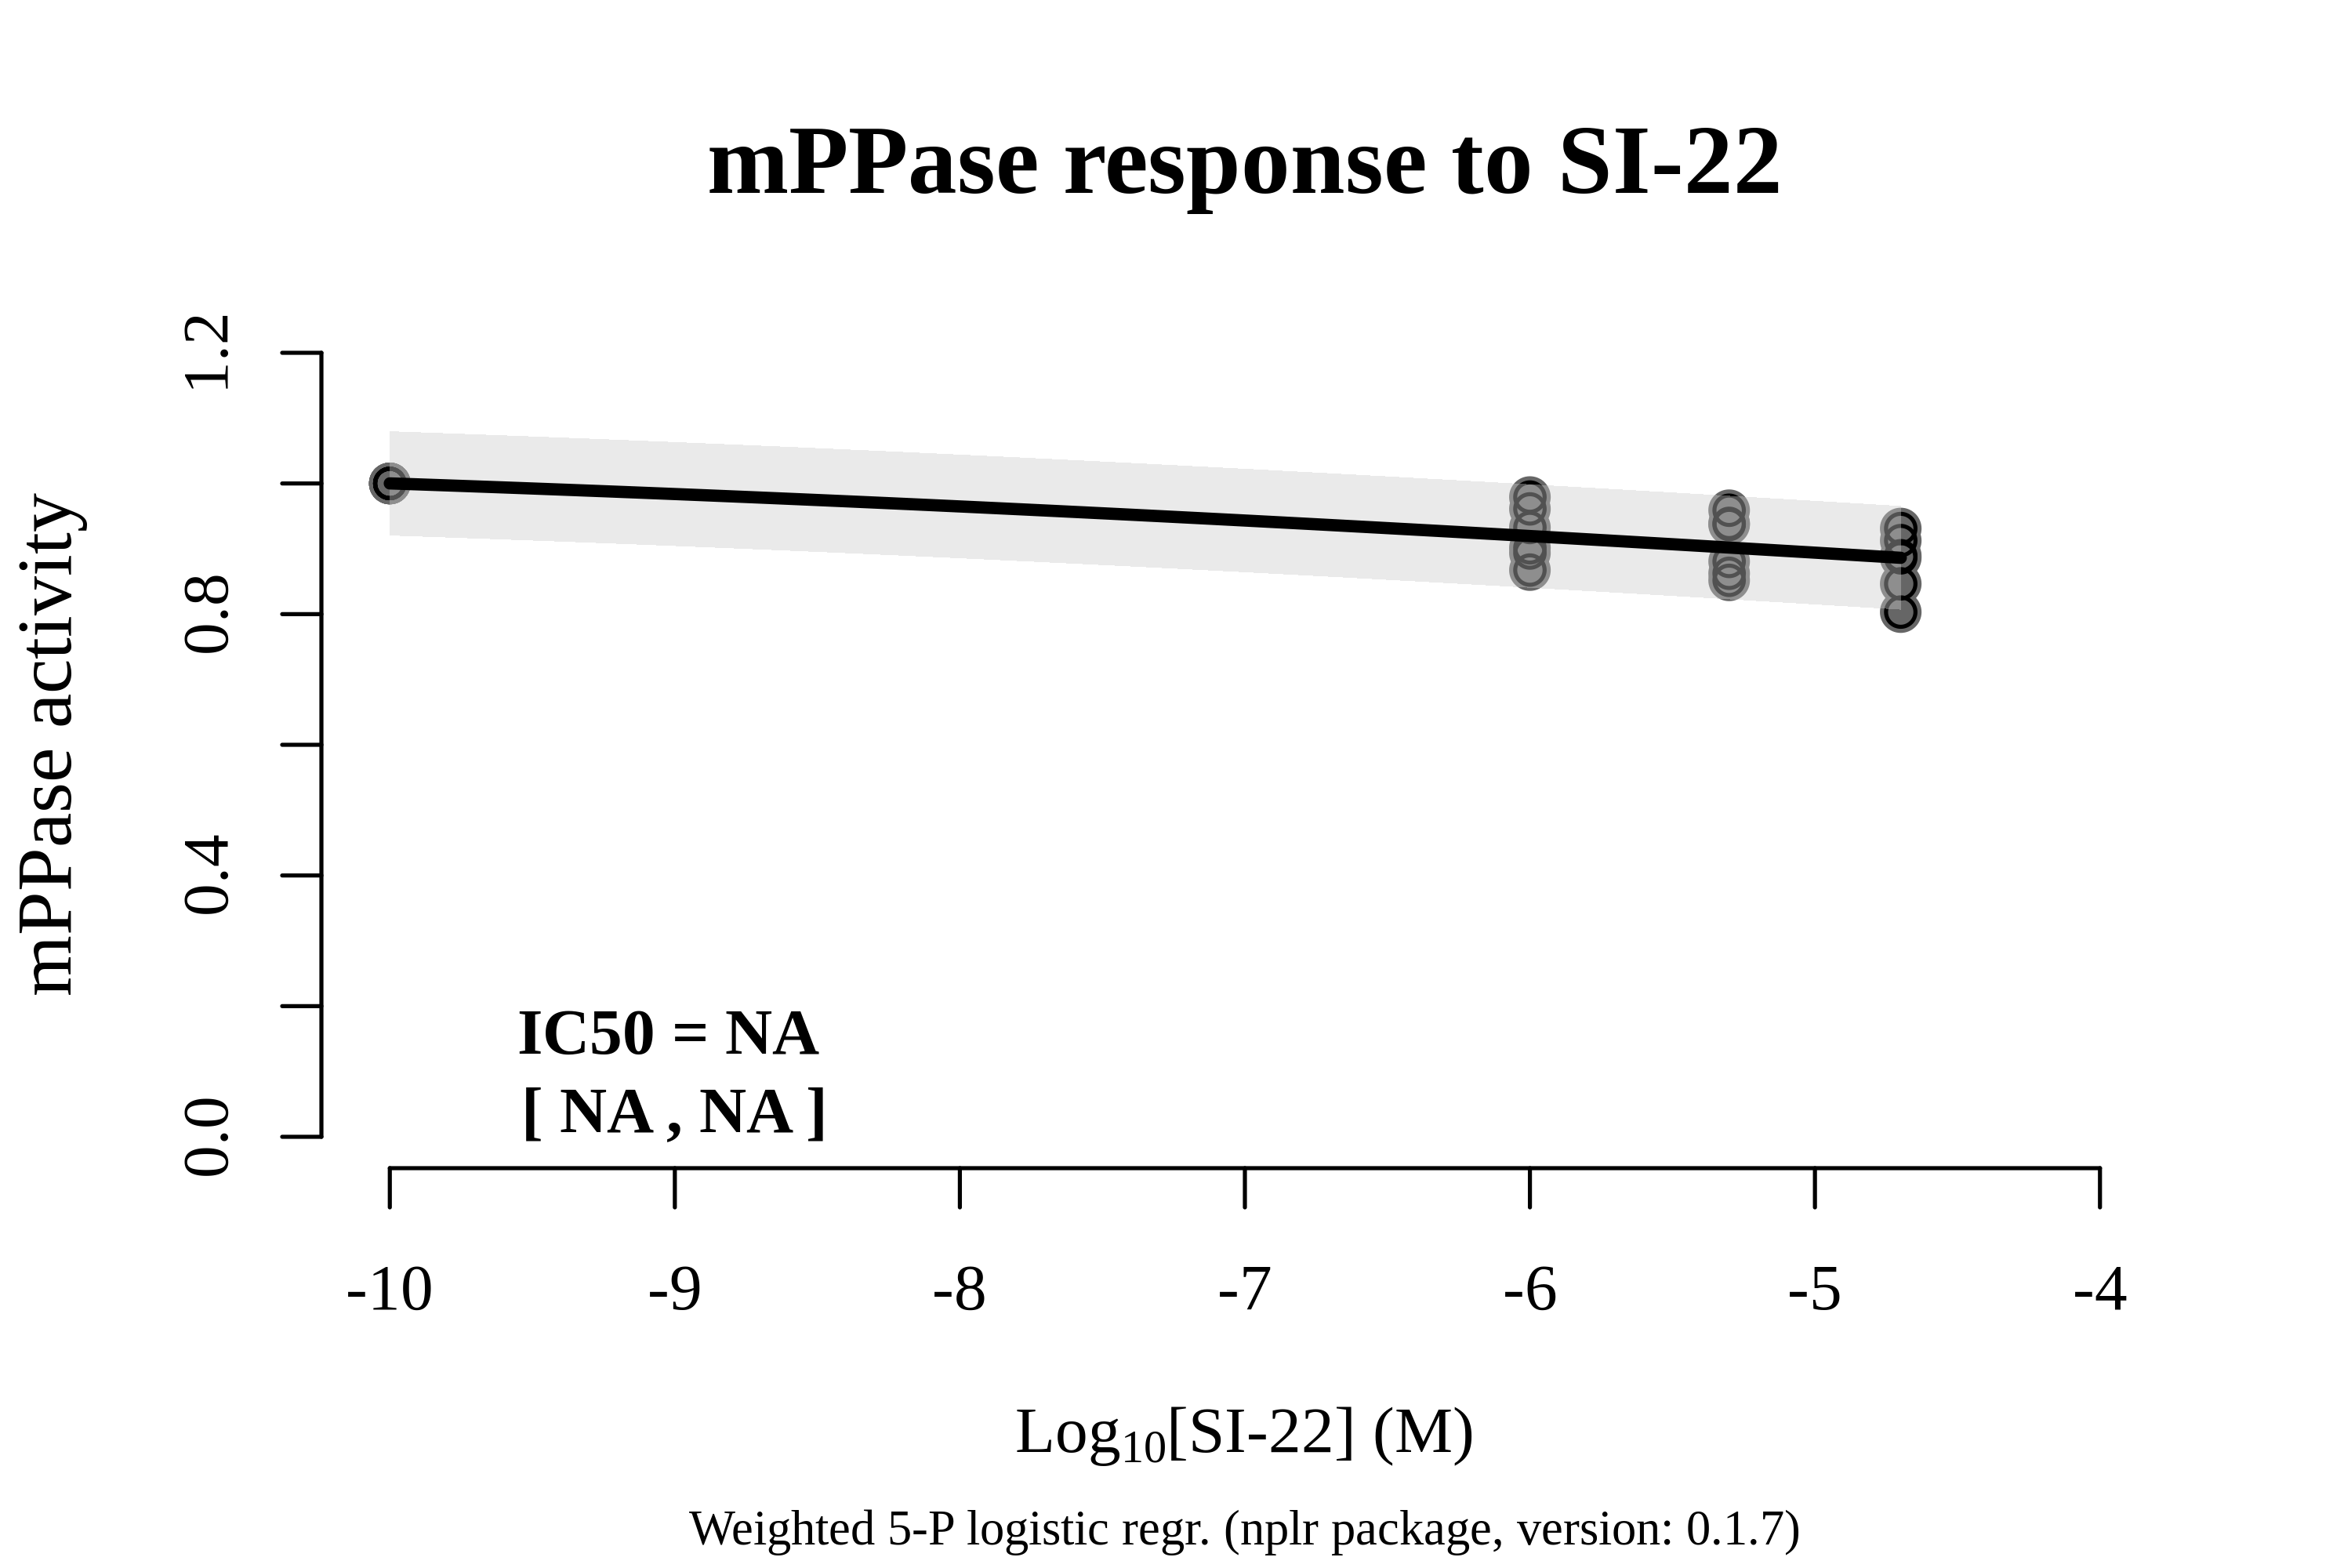 mPPase response to SI-22
mPPase activity
1.2
0.8
0.4
0.0
IC50 = NA
[ NA , NA ]
-10 -9 -8 -7 -6 -5 -4
Log10[SI-22] (M)
Weighted 5-P logistic regr. (nplr package, version: 0.1.7)